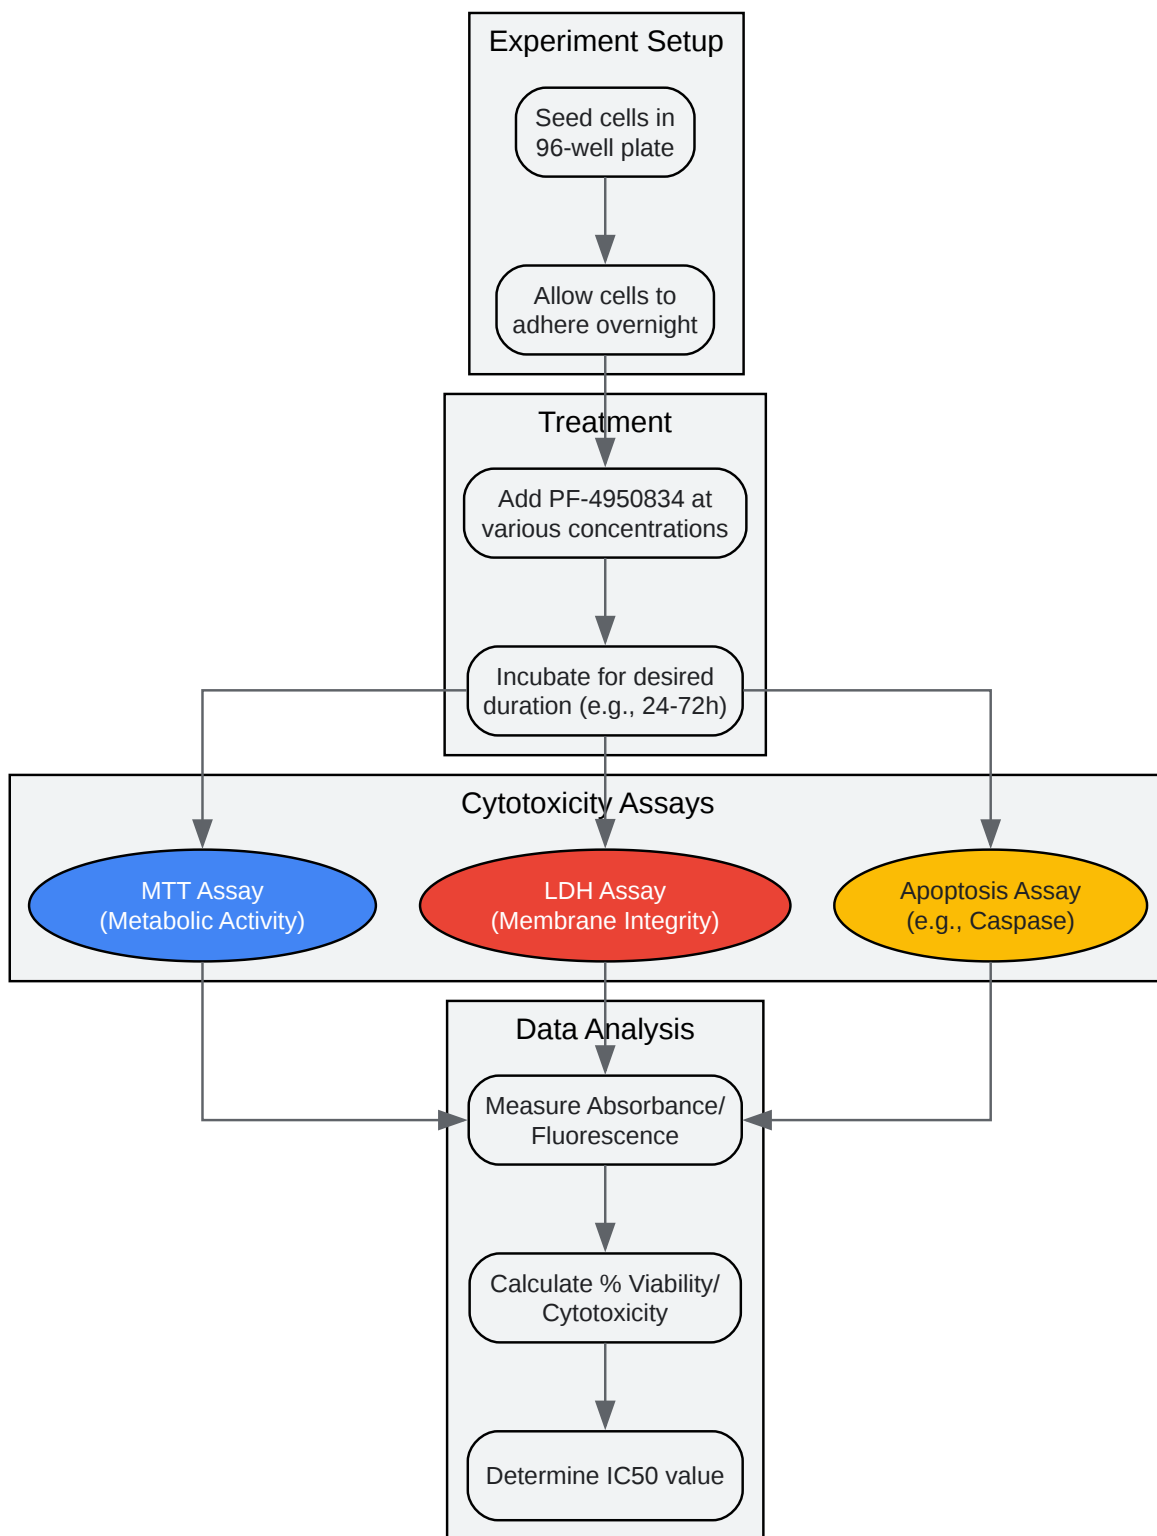 Experiment Setup
Seed cells in
96-well plate
Allow cells to
adhere overnight
Treatment
Add PF-4950834 at
various concentrations
Incubate for desired
duration (e.g., 24-72h)
Cytotoxicity Assays
MTT Assay
(Metabolic Activity)
LDH Assay
(Membrane Integrity)
Apoptosis Assay
(e.g., Caspase)
Data Analysis
Measure Absorbance/
Fluorescence
Calculate % Viability/
Cytotoxicity
Determine IC50 value